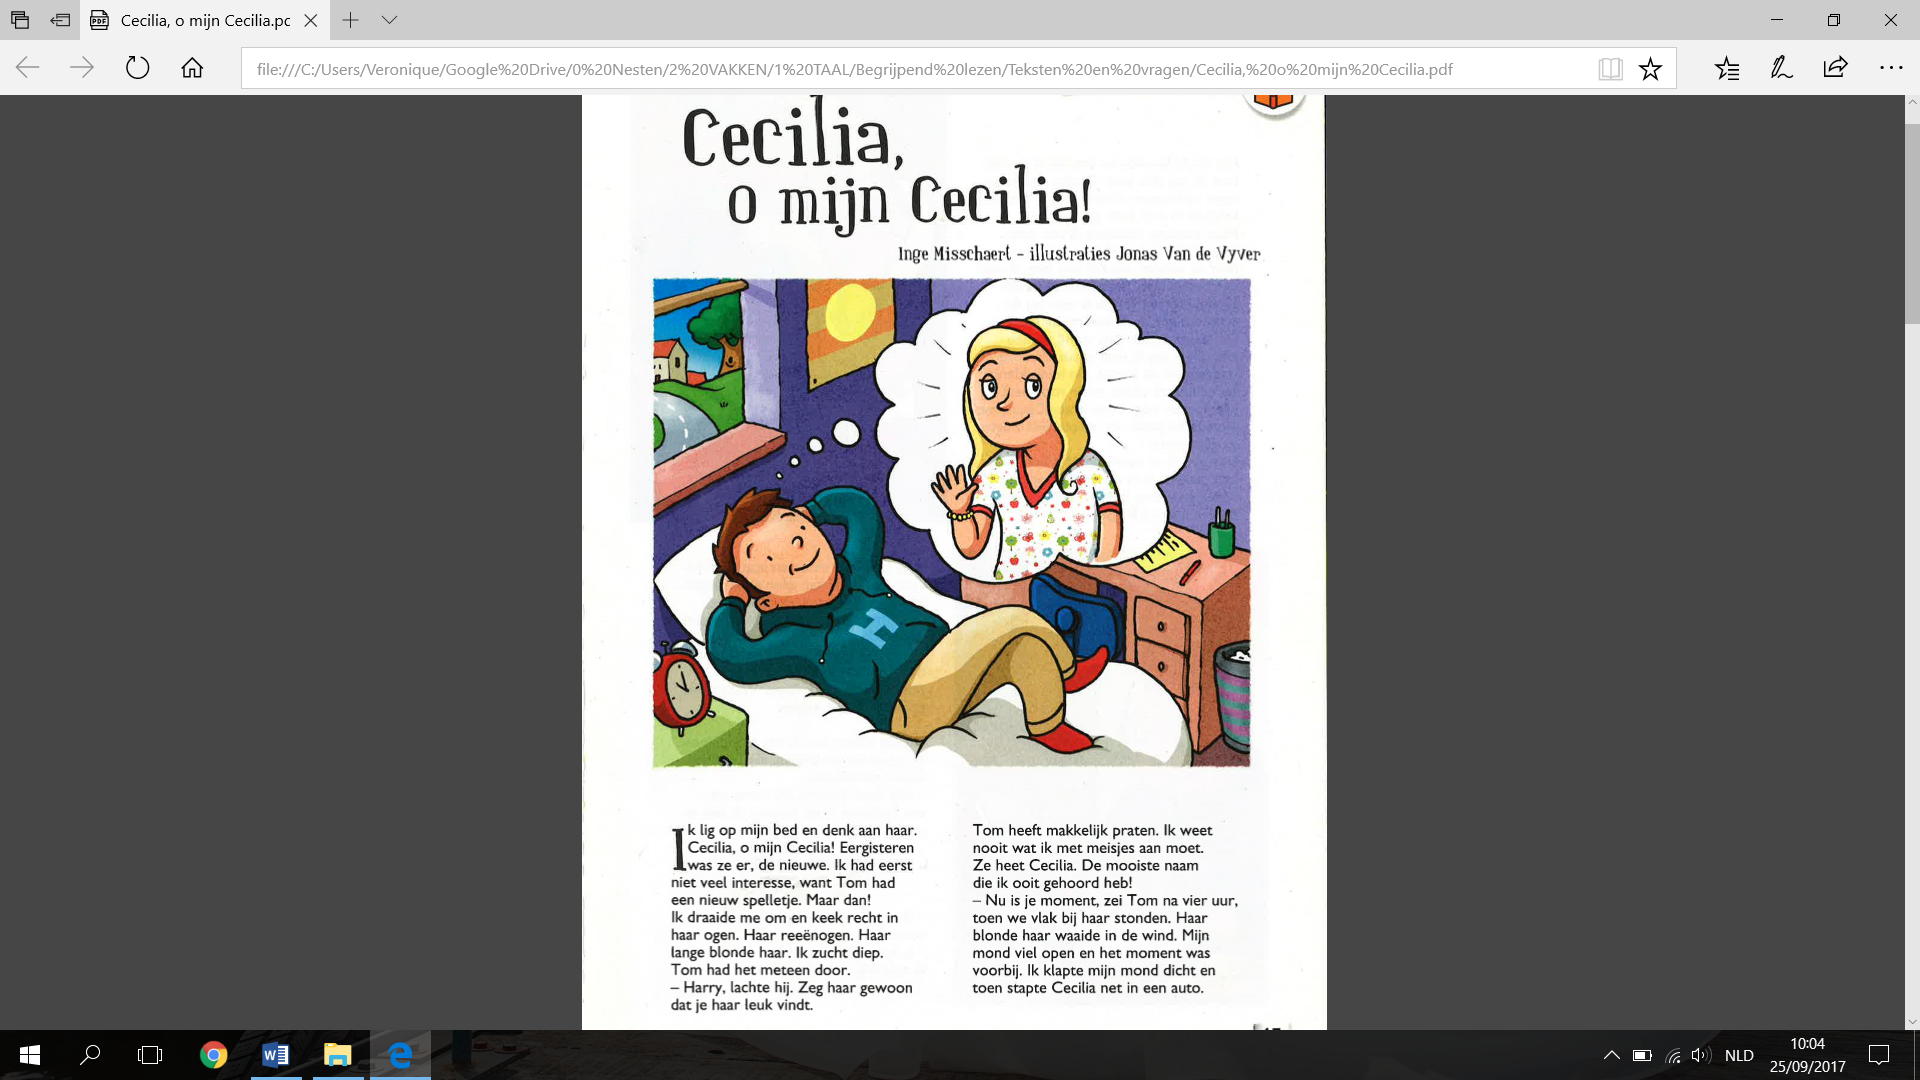 Cecilia, o mijn Cecilia.pc
file:///C:/Users/Veronique/Google%20Drive/0%20Nesten/2%20VAKKEN/1%20TAAL/Begrijpend%20lezen/Teksten%20en%20vragen/Cecilia,%20o%20mijn%20Cecilia.pdf
Cecilia,
o mijn Cecilia!
Inge Misschaert – illustraties Jonas Van de Vyver
H
Ik lig op mijn bed en denk aan haar.
Cecilia, o mijn Cecilia! Eergisteren
was ze er, de nieuwe. Ik had eerst
niet veel interesse, want Tom had
een nieuw spelletje. Maar dan!
Ik draaide me om en keek recht in
haar ogen. Haar reeënogen. Haar
lange blonde haar. Ik zucht diep.
Tom had het meteen door.
– Harry, lachte hij. Zeg haar gewoon
dat je haar leuk vindt.
Tom heeft makkelijk praten. Ik weet
nooit wat ik met meisjes aan moet.
Ze heet Cecilia. De mooiste naam
die ik ooit gehoord heb!
– Nu is je moment, zei Tom na vier uur,
toen we vlak bij haar stonden. Haar
blonde haar waaide in de wind. Mijn
mond viel open en het moment was
voorbij. Ik klapte mijn mond dicht en
toen stapte Cecilia net in een auto.
NLD
10:04
25/09/2017